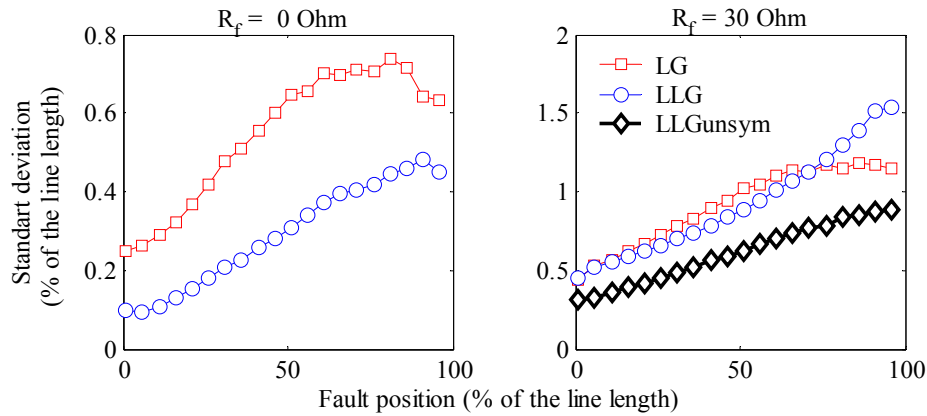 R_f = 0 Ohm
R_f = 30 Ohm
Standart deviation
(% of the line length)
0.8
0.6
0.4
0.2
0
0
50
100
2
1.5
1
0.5
0
0
50
100
LG
LLG
LLGunsym
Fault position (% of the line length)